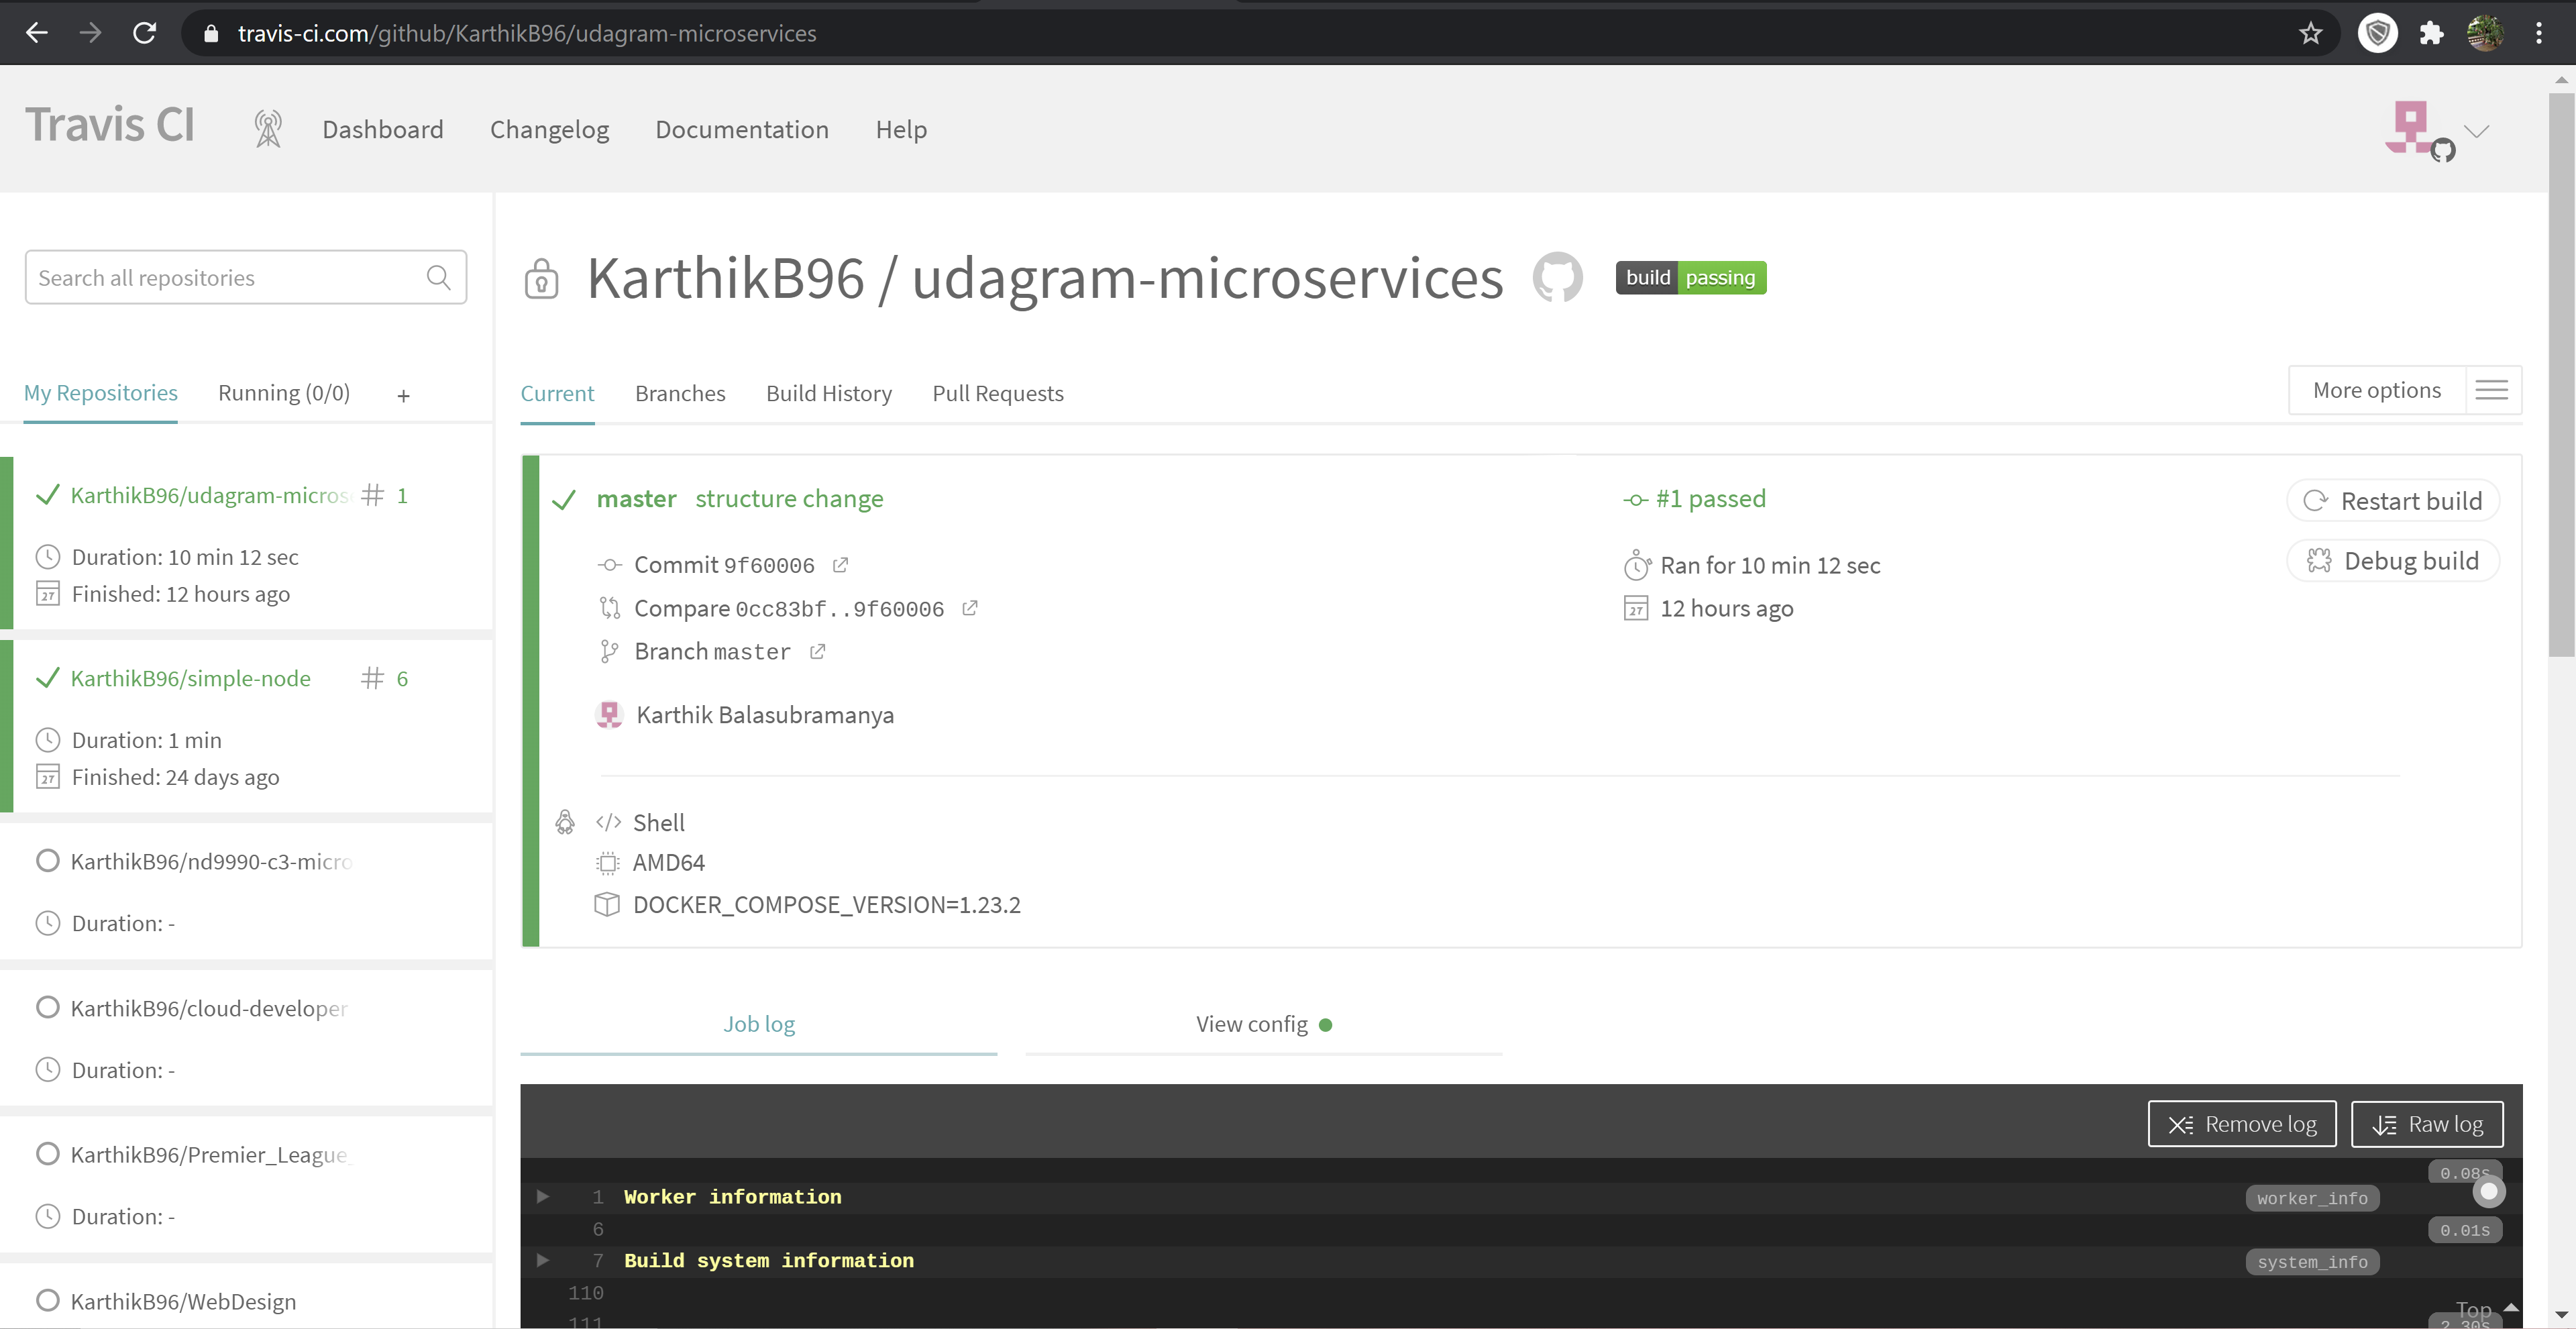 travis-ci.com/github/KarthikB96/udagram-microservices
Travis CI
Dashboard
Changelog
Documentation
Help
Search all repositories
My Repositories
Running (0/0)
+
KarthikB96/udagram-micros # 1
Duration: 10 min 12 sec
27 Finished: 12 hours ago
KarthikB96/simple-node # 6
Duration: 1 min
27 Finished: 24 days ago
KarthikB96/nd9990-c3-micro
Duration: -
KarthikB96/cloud-developer
Duration: -
KarthikB96/Premier_League_
Duration: -
KarthikB96/WebDesign
KarthikB96 / udagram-microservices
build passing
Current
Branches
Build History
Pull Requests
More options
master structure change
Commit 9f60006
Compare 0cc83bf..9f60006
Branch master
Karthik Balasubramanya
#1 passed
Ran for 10 min 12 sec
27 12 hours ago
Restart build
Debug build
</> Shell
AMD64
DOCKER_COMPOSE_VERSION=1.23.2
Job log
View config
Remove log
Raw log
0.08s
1 Worker information worker_info
6 0.01s
7 Build system information system_info
110
111 2.30s
Top